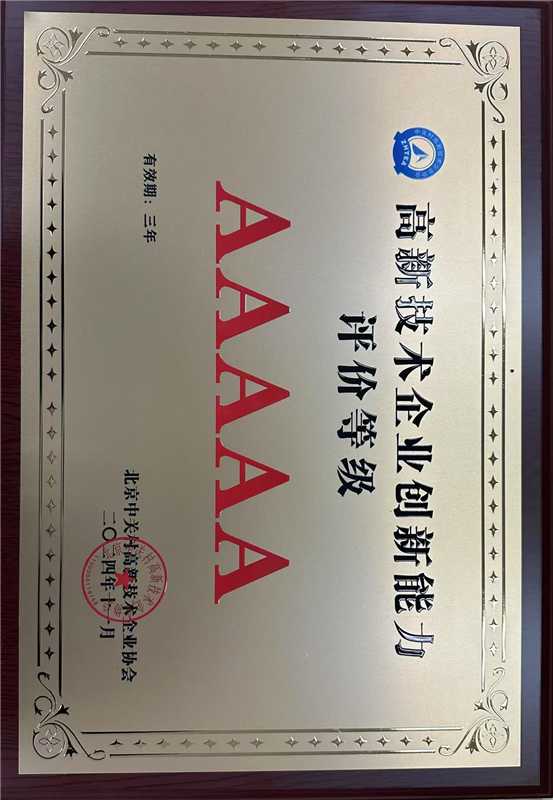 ZHTEA
高新技术企业创新能力
评价等级
AAAAA
有效期：三年
北京中关村高新技术企业协会
二〇二四年十一月